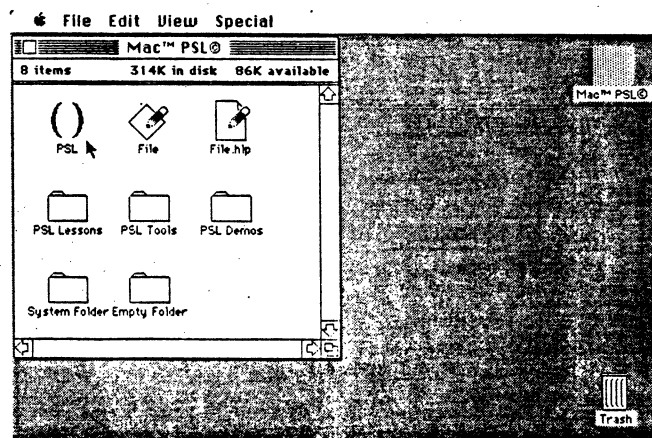 File Edit View Special
Mac™ PSL©
8 items 314K in disk 86K available
Mac™ PSL©
PSL File File.hlp
PSL Lessons PSL Tools PSL Demos
System Folder Empty Folder
Trash